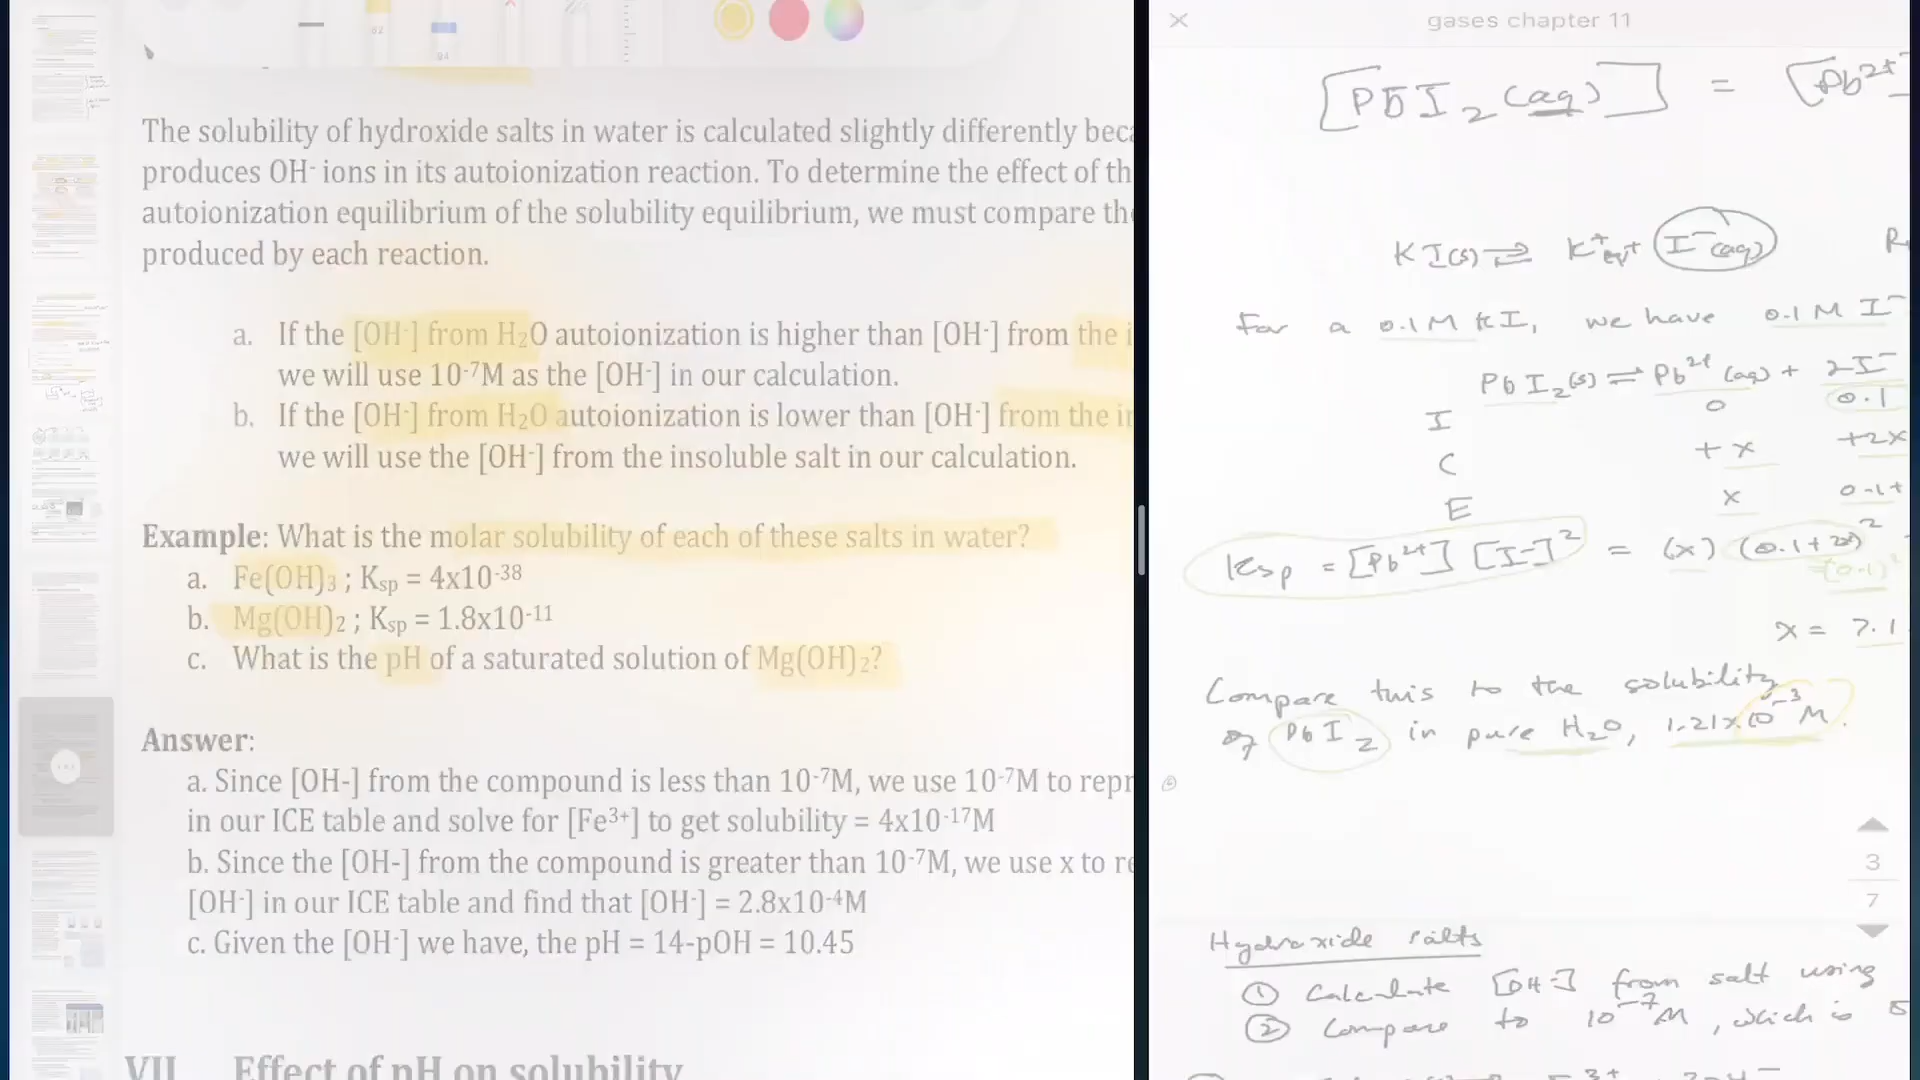 gases chapter 11
The solubility of hydroxide salts in water is calculated slightly differently beca
produces OH- ions in its autoionization reaction. To determine the effect of th
autoionization equilibrium of the solubility equilibrium, we must compare the
produced by each reaction.
a. If the [OH-] from H2O autoionization is higher than [OH-] from the i
we will use 10-7M as the [OH-] in our calculation.
b. If the [OH-] from H2O autoionization is lower than [OH-] from the in
we will use the [OH-] from the insoluble salt in our calculation.
Example: What is the molar solubility of each of these salts in water?
a. Fe(OH)3 ; Ksp = 4x10-38
b. Mg(OH)2 ; Ksp = 1.8x10-11
c. What is the pH of a saturated solution of Mg(OH)2?
Answer:
a. Since [OH-] from the compound is less than 10-7M, we use 10-7M to repr
in our ICE table and solve for [Fe3+] to get solubility = 4x10-17M
b. Since the [OH-] from the compound is greater than 10-7M, we use x to re
[OH-] in our ICE table and find that [OH-] = 2.8x10-4M
c. Given the [OH-] we have, the pH = 14-pOH = 10.45
VII Effect of pH on solubility
[PbI2 (aq)] = [Pb2+
KI(s) ⇌ K+ + I- (aq)
For a 0.1 M KI, we have 0.1 M I-
PbI2(s) ⇌ Pb2+ (aq) + 2I-
I 0 0.1
C + x +2x
E x 0.1+
Ksp = [Pb2+] [I-]2 = (x) (0.1+2x)2
=(0.1)2
x = 7.1
Compare this to the solubility
of PbI2 in pure H2O, 1.21x10-3 M.
3
7
Hydroxide salts
① Calculate [OH-] from salt using
② Compare to 10-7 M, which is